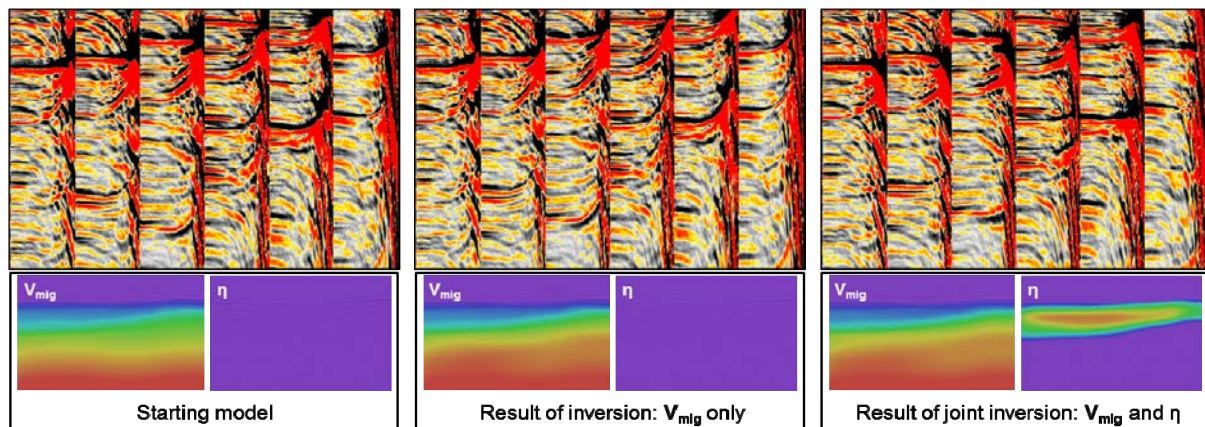 Vmig η
Starting model
Vmig η
Result of inversion: Vmig only
Vmig η
Result of joint inversion: Vmig and η